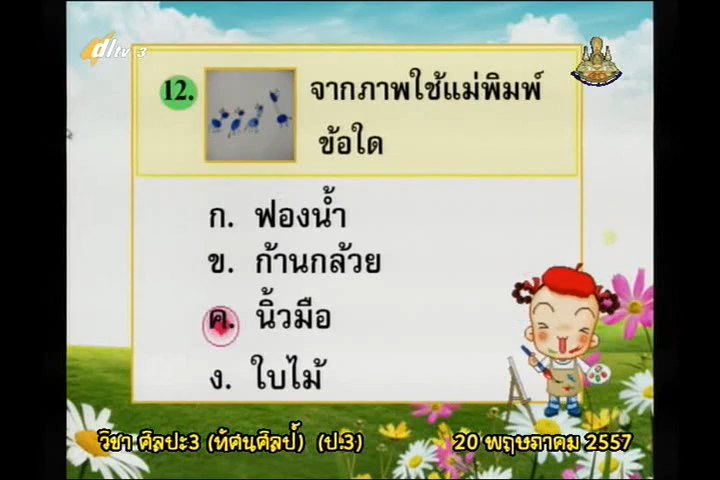 dltv 3
12. จากภาพใช้แม่พิมพ์
ข้อใด
ก. ฟองน้ำ
ข. ก้านกล้วย
ค. นิ้วมือ
ง. ใบไม้
วิชา ศิลปะ3 (ทัศนศิลป์) (ป.3) 20 พฤษภาคม 2557